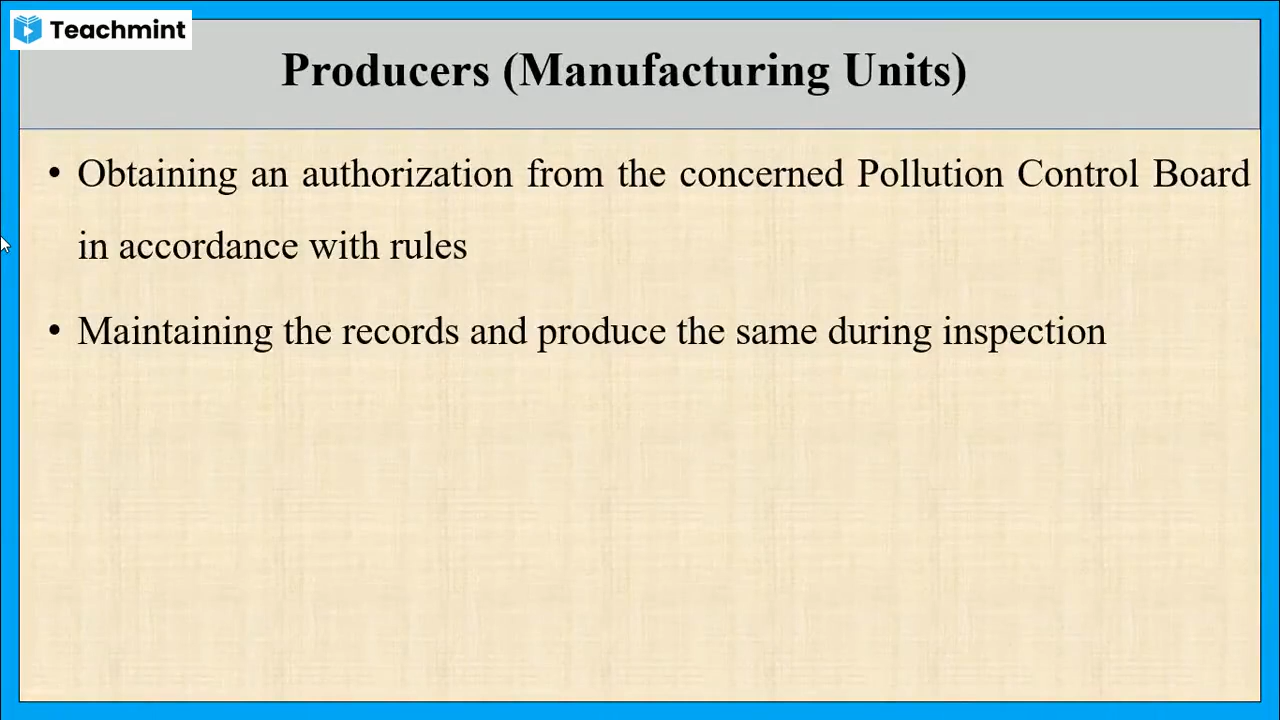 Teachmint
Producers (Manufacturing Units)
• Obtaining an authorization from the concerned Pollution Control Board
in accordance with rules
• Maintaining the records and produce the same during inspection